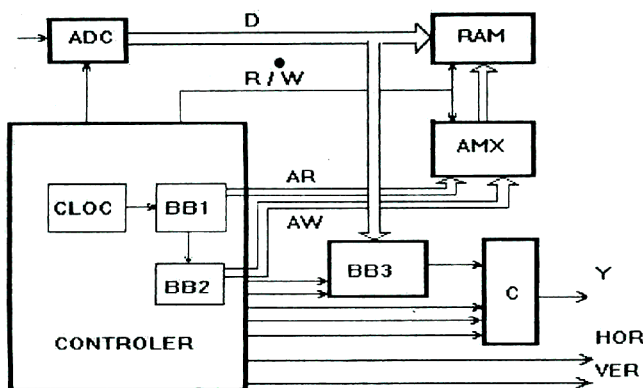 D
ADC
RAM
R / W
AMX
AR
CLOC
BB1
AW
BB2
BB3
C
Y
CONTROLER
HOR
VER